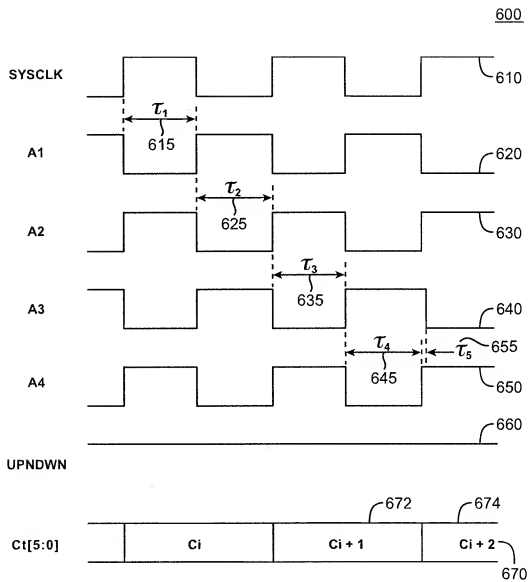 600
SYSCLK
610
τ1
615
A1
620
τ2
625
A2
630
τ3
635
A3
640
655
τ4
τ5
645
A4
650
660
UPNDWN
672
674
Ct[5:0]
Ci
Ci + 1
Ci + 2
670